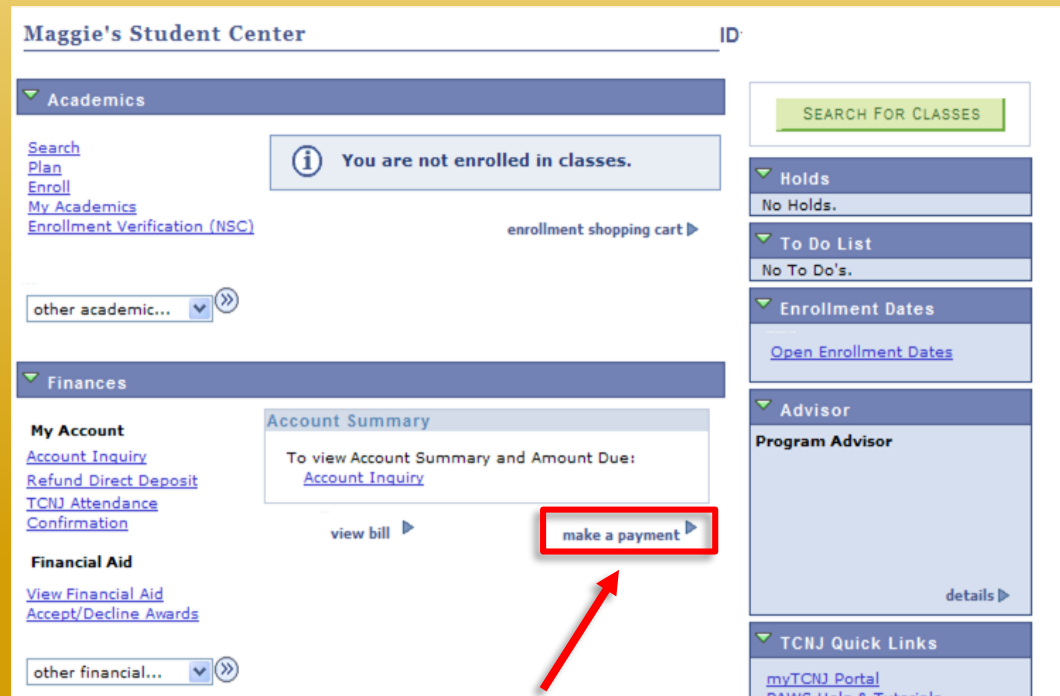 Maggie's Student Center
ID
Academics
Search
Plan
Enroll
My Academics
Enrollment Verification (NSC)
You are not enrolled in classes.
enrollment shopping cart
other academic...
Finances
My Account
Account Inquiry
Refund Direct Deposit
TCNJ Attendance
Confirmation
Financial Aid
View Financial Aid
Accept/Decline Awards
other financial...
Account Summary
To view Account Summary and Amount Due:
Account Inquiry
view bill
make a payment
SEARCH FOR CLASSES
Holds
No Holds.
To Do List
No To Do's.
Enrollment Dates
Open Enrollment Dates
Advisor
Program Advisor
details
TCNJ Quick Links
myTCNJ Portal
PAWS Help & Tutorials